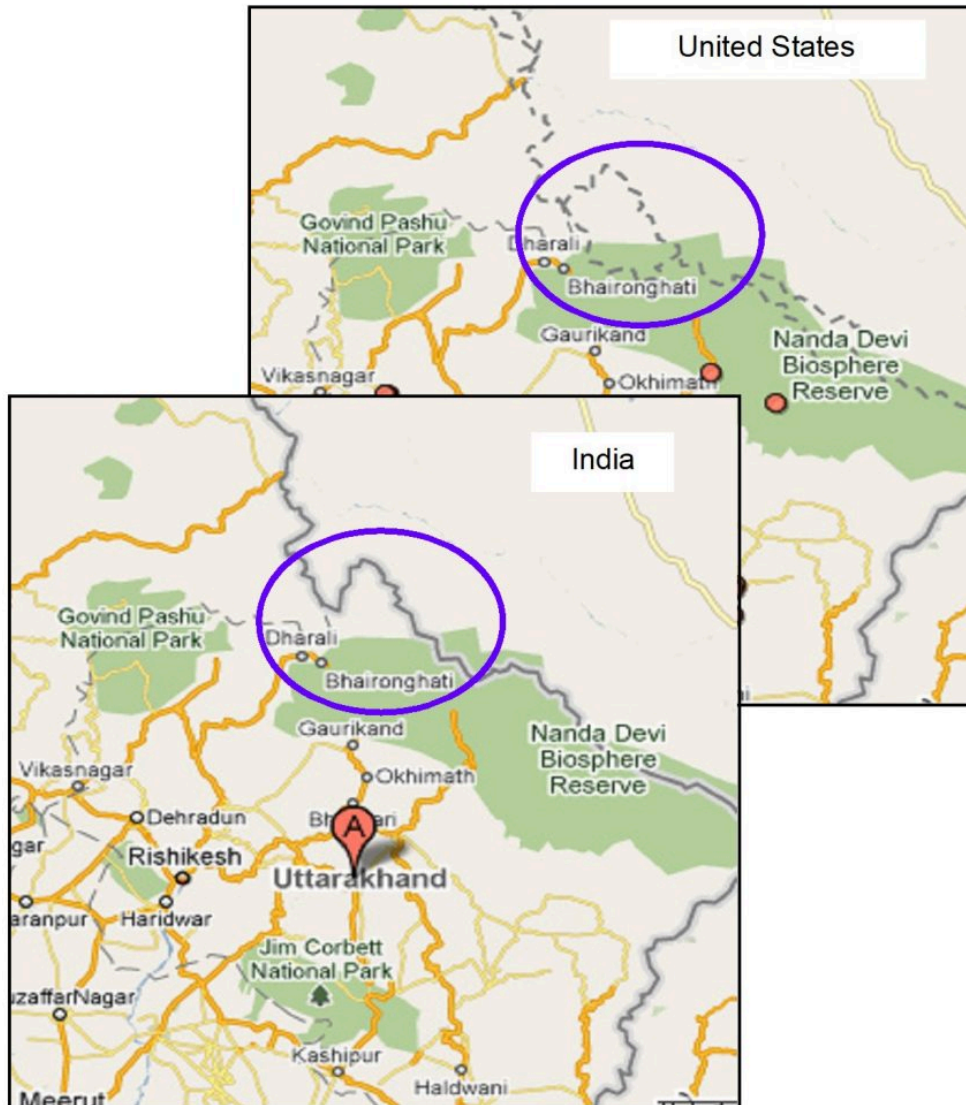 United States
Govind Pashu
National Park
Dharali
Bhaironghati
Gaurikand
Nanda Devi
Biosphere
Reserve
Vikasnagar
Okhimath
India
Govind Pashu
National Park
Dharali
Bhaironghati
Gaurikand
Nanda Devi
Biosphere
Reserve
Vikasnagar
Okhimath
Dehradun
A
Rishikesh
Uttarakhand
Haridwar
Jim Corbett
National Park
Kashipur
Haldwani
Meerut